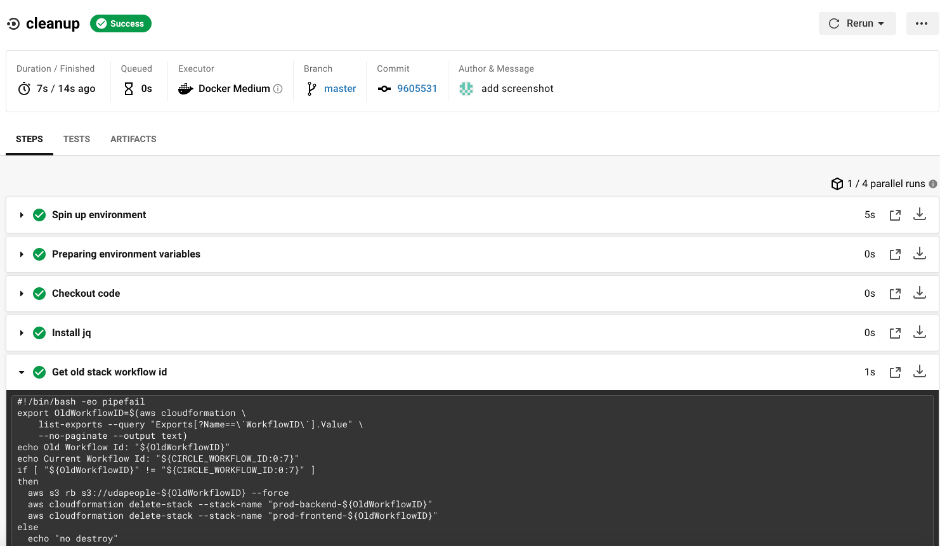 cleanup Success Rerun
Duration / Finished Queued Executor Branch Commit Author & Message
7s / 14s ago 0s Docker Medium master 9605531 add screenshot
STEPS TESTS ARTIFACTS
1 / 4 parallel runs
Spin up environment 5s
Preparing environment variables 0s
Checkout code 0s
Install jq 0s
Get old stack workflow id 1s
#!/bin/bash -eo pipefail
export OldWorkflowID=$(aws cloudformation \
    list-exports --query "Exports[?Name==\`WorkflowID\`].Value" \
    --no-paginate --output text)
echo Old Workflow Id: "${OldWorkflowID}"
echo Current Workflow Id: "${CIRCLE_WORKFLOW_ID:0:7}"
if [ "${OldWorkflowID}" != "${CIRCLE_WORKFLOW_ID:0:7}" ]
then
  aws s3 rb s3://udapeople-${OldWorkflowID} --force
  aws cloudformation delete-stack --stack-name "prod-backend-${OldWorkflowID}"
  aws cloudformation delete-stack --stack-name "prod-frontend-${OldWorkflowID}"
else
  echo "no destroy"